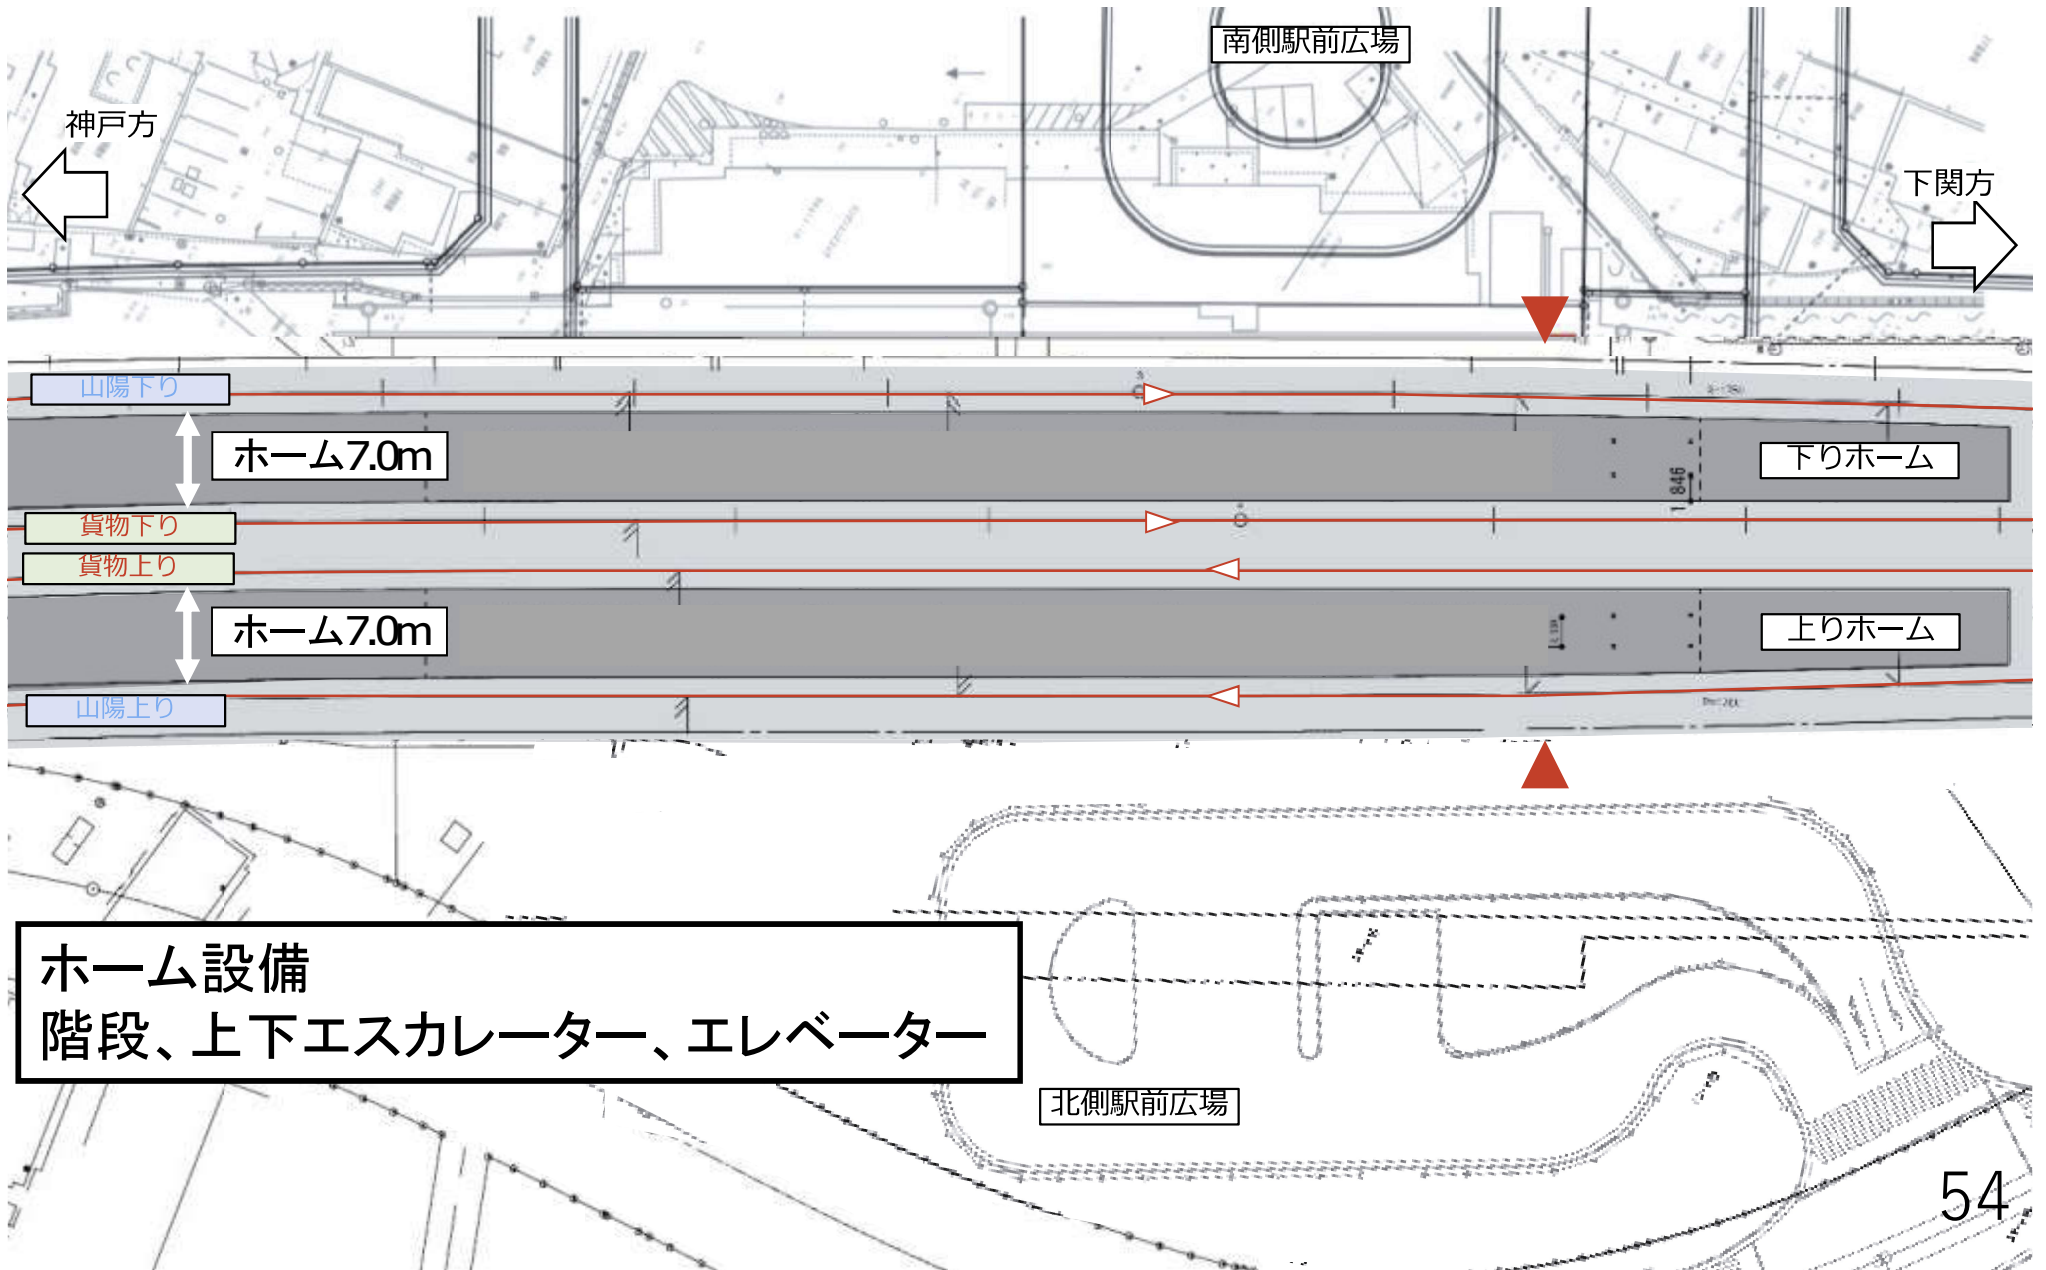 南側駅前広場
神戸方
下関方
山陽下り
ホーム7.0m
下りホーム
1,846
貨物下り
貨物上り
ホーム7.0m
上りホーム
山陽上り
ホーム設備
階段、上下エスカレーター、エレベーター
北側駅前広場
54